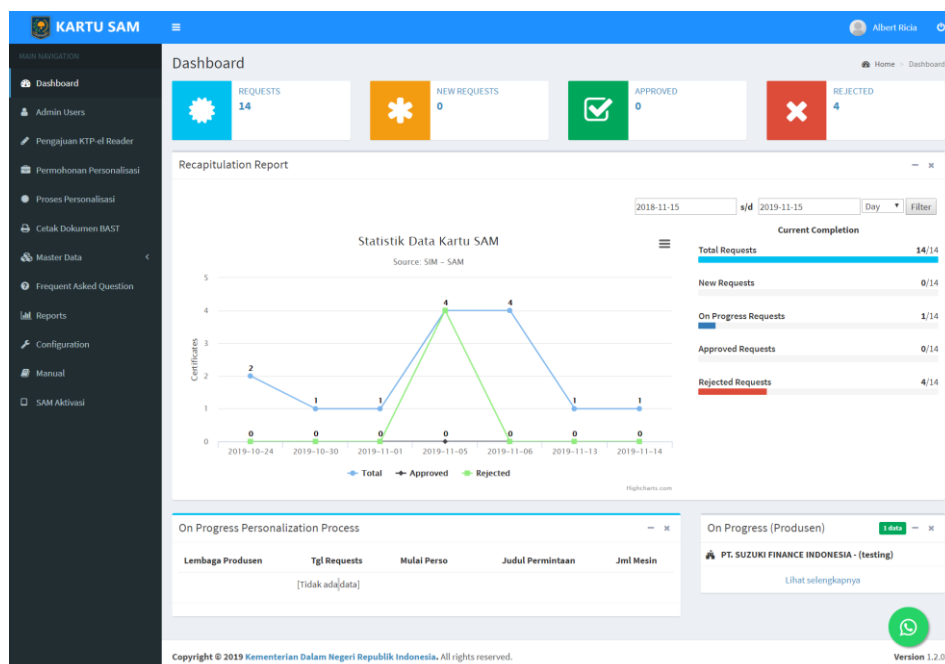 KARTU SAM
Albert Ricia
MAIN NAVIGATION
Dashboard
Admin Users
Pengajuan KTP-el Reader
Permohonan Personalisasi
Proses Personalisasi
Cetak Dokumen BAST
Master Data
Frequent Asked Question
Reports
Configuration
Manual
SAM Aktivasi
Dashboard
Home > Dashboard
REQUESTS
14
NEW REQUESTS
0
APPROVED
0
REJECTED
4
Recapitulation Report
2018-11-15 s/d 2019-11-15 Day Filter
Statistik Data Kartu SAM
Source: SIM - SAM
Certificates
5
4
3
2
1
0
2 1 1 4 4 1 1
0 0 0 0 0 0 0
2019-10-24 2019-10-30 2019-11-01 2019-11-05 2019-11-06 2019-11-13 2019-11-14
Total Approved Rejected
Highcharts.com
Current Completion
Total Requests 14/14
New Requests 0/14
On Progress Requests 1/14
Approved Requests 0/14
Rejected Requests 4/14
On Progress Personalization Process
Lembaga Produsen Tgl Requests Mulai Perso Judul Permintaan Jml Mesin
[Tidak ada data]
On Progress (Produsen) 1 data
PT. SUZUKI FINANCE INDONESIA - (testing)
Lihat selengkapnya
Copyright © 2019 Kementerian Dalam Negeri Republik Indonesia. All rights reserved.
Version 1.2.0